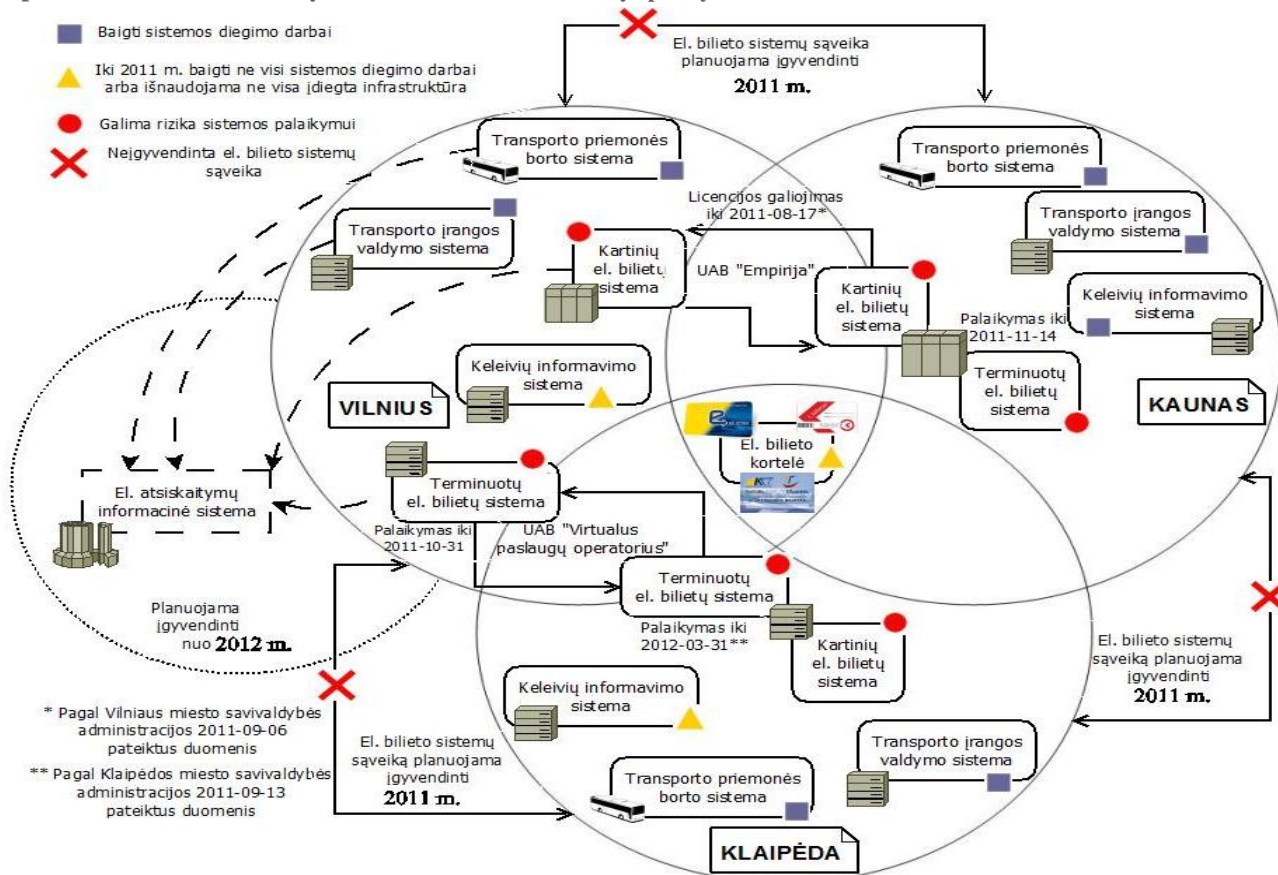 Baigti sistemos diegimo darbai
Iki 2011 m. baigti ne visi sistemos diegimo darbai
arba išnaudojama ne visa įdiegta infrastruktūra
Galima rizika sistemos palaikymui
Neįgyvendinta el. bilieto sistemų
sąveika
El. bilieto sistemų sąveika
planuojama įgyvendinti
2011 m.
Transporto priemonės
borto sistema
Transporto įrangos
valdymo sistema
Kartinių
el. bilietų
sistema
Licencijos galiojimas
iki 2011-08-17*
UAB "Empirija"
Kartinių
el. bilietų
sistema
Transporto priemonės
borto sistema
Transporto įrangos
valdymo sistema
Keleivių informavimo
sistema
Palaikymas iki
2011-11-14
Terminuotų
el. bilietų
sistema
KAUNAS
VILNIUS
Keleivių informavimo
sistema
El. bilieto
kortelė
Terminuotų
el. bilietų sistema
Palaikymas iki
2011-10-31
UAB "Virtualus
paslaugų operatorius"
El. atsiskaitymų
informacinė sistema
Planuojama
įgyvendinti
nuo 2012 m.
Terminuotų
el. bilietų sistema
Palaikymas iki
2012-03-31**
Kartinių
el. bilietų
sistema
Keleivių informavimo
sistema
Transporto įrangos
valdymo sistema
Transporto priemonės
borto sistema
KLAIPĖDA
El. bilieto sistemų
sąveiką planuojama
įgyvendinti
2011 m.
El. bilieto sistemų
sąveiką planuojama
įgyvendinti
2011 m.
* Pagal Vilniaus miesto savivaldybės
administracijos 2011-09-06
pateiktus duomenis
** Pagal Klaipėdos miesto savivaldybės
administracijos 2011-09-13
pateiktus duomenis